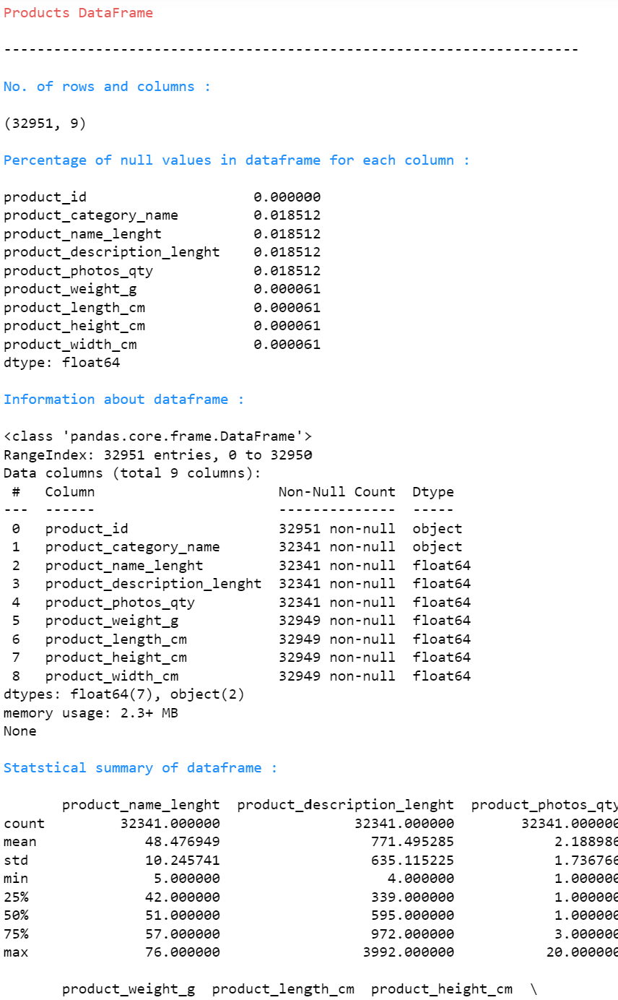 Products DataFrame
---------------------------------------------------------------------
No. of rows and columns :
(32951, 9)
Percentage of null values in dataframe for each column :
product_id                    0.000000
product_category_name         0.018512
product_name_lenght           0.018512
product_description_lenght    0.018512
product_photos_qty            0.018512
product_weight_g              0.000061
product_length_cm             0.000061
product_height_cm             0.000061
product_width_cm              0.000061
dtype: float64
Information about dataframe :
<class 'pandas.core.frame.DataFrame'>
RangeIndex: 32951 entries, 0 to 32950
Data columns (total 9 columns):
 #   Column                      Non-Null Count  Dtype
---  ------                      --------------  -----
 0   product_id                  32951 non-null  object
 1   product_category_name       32341 non-null  object
 2   product_name_lenght         32341 non-null  float64
 3   product_description_lenght  32341 non-null  float64
 4   product_photos_qty          32341 non-null  float64
 5   product_weight_g            32949 non-null  float64
 6   product_length_cm           32949 non-null  float64
 7   product_height_cm           32949 non-null  float64
 8   product_width_cm            32949 non-null  float64
dtypes: float64(7), object(2)
memory usage: 2.3+ MB
None
Statstical summary of dataframe :
       product_name_lenght  product_description_lenght  product_photos_qty
count         32341.000000                32341.000000        32341.000000
mean             48.476949                  771.495285            2.188986
std              10.245741                  635.115225            1.736766
min               5.000000                    4.000000            1.000000
25%              42.000000                  339.000000            1.000000
50%              51.000000                  595.000000            1.000000
75%              57.000000                  972.000000            3.000000
max              76.000000                 3992.000000           20.000000
       product_weight_g  product_length_cm  product_height_cm  \